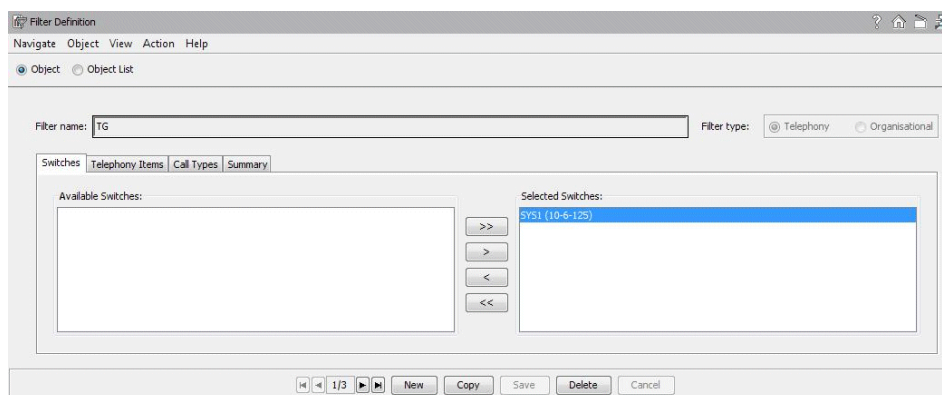 Filter Definition
Navigate Object View Action Help
Object Object List
Filter name: TG Filter type: Telephony Organisational
Switches Telephony Items Call Types Summary
Available Switches: Selected Switches:
SYS1 (10-6-125)
>>
>
<
<<
1/3 New Copy Save Delete Cancel